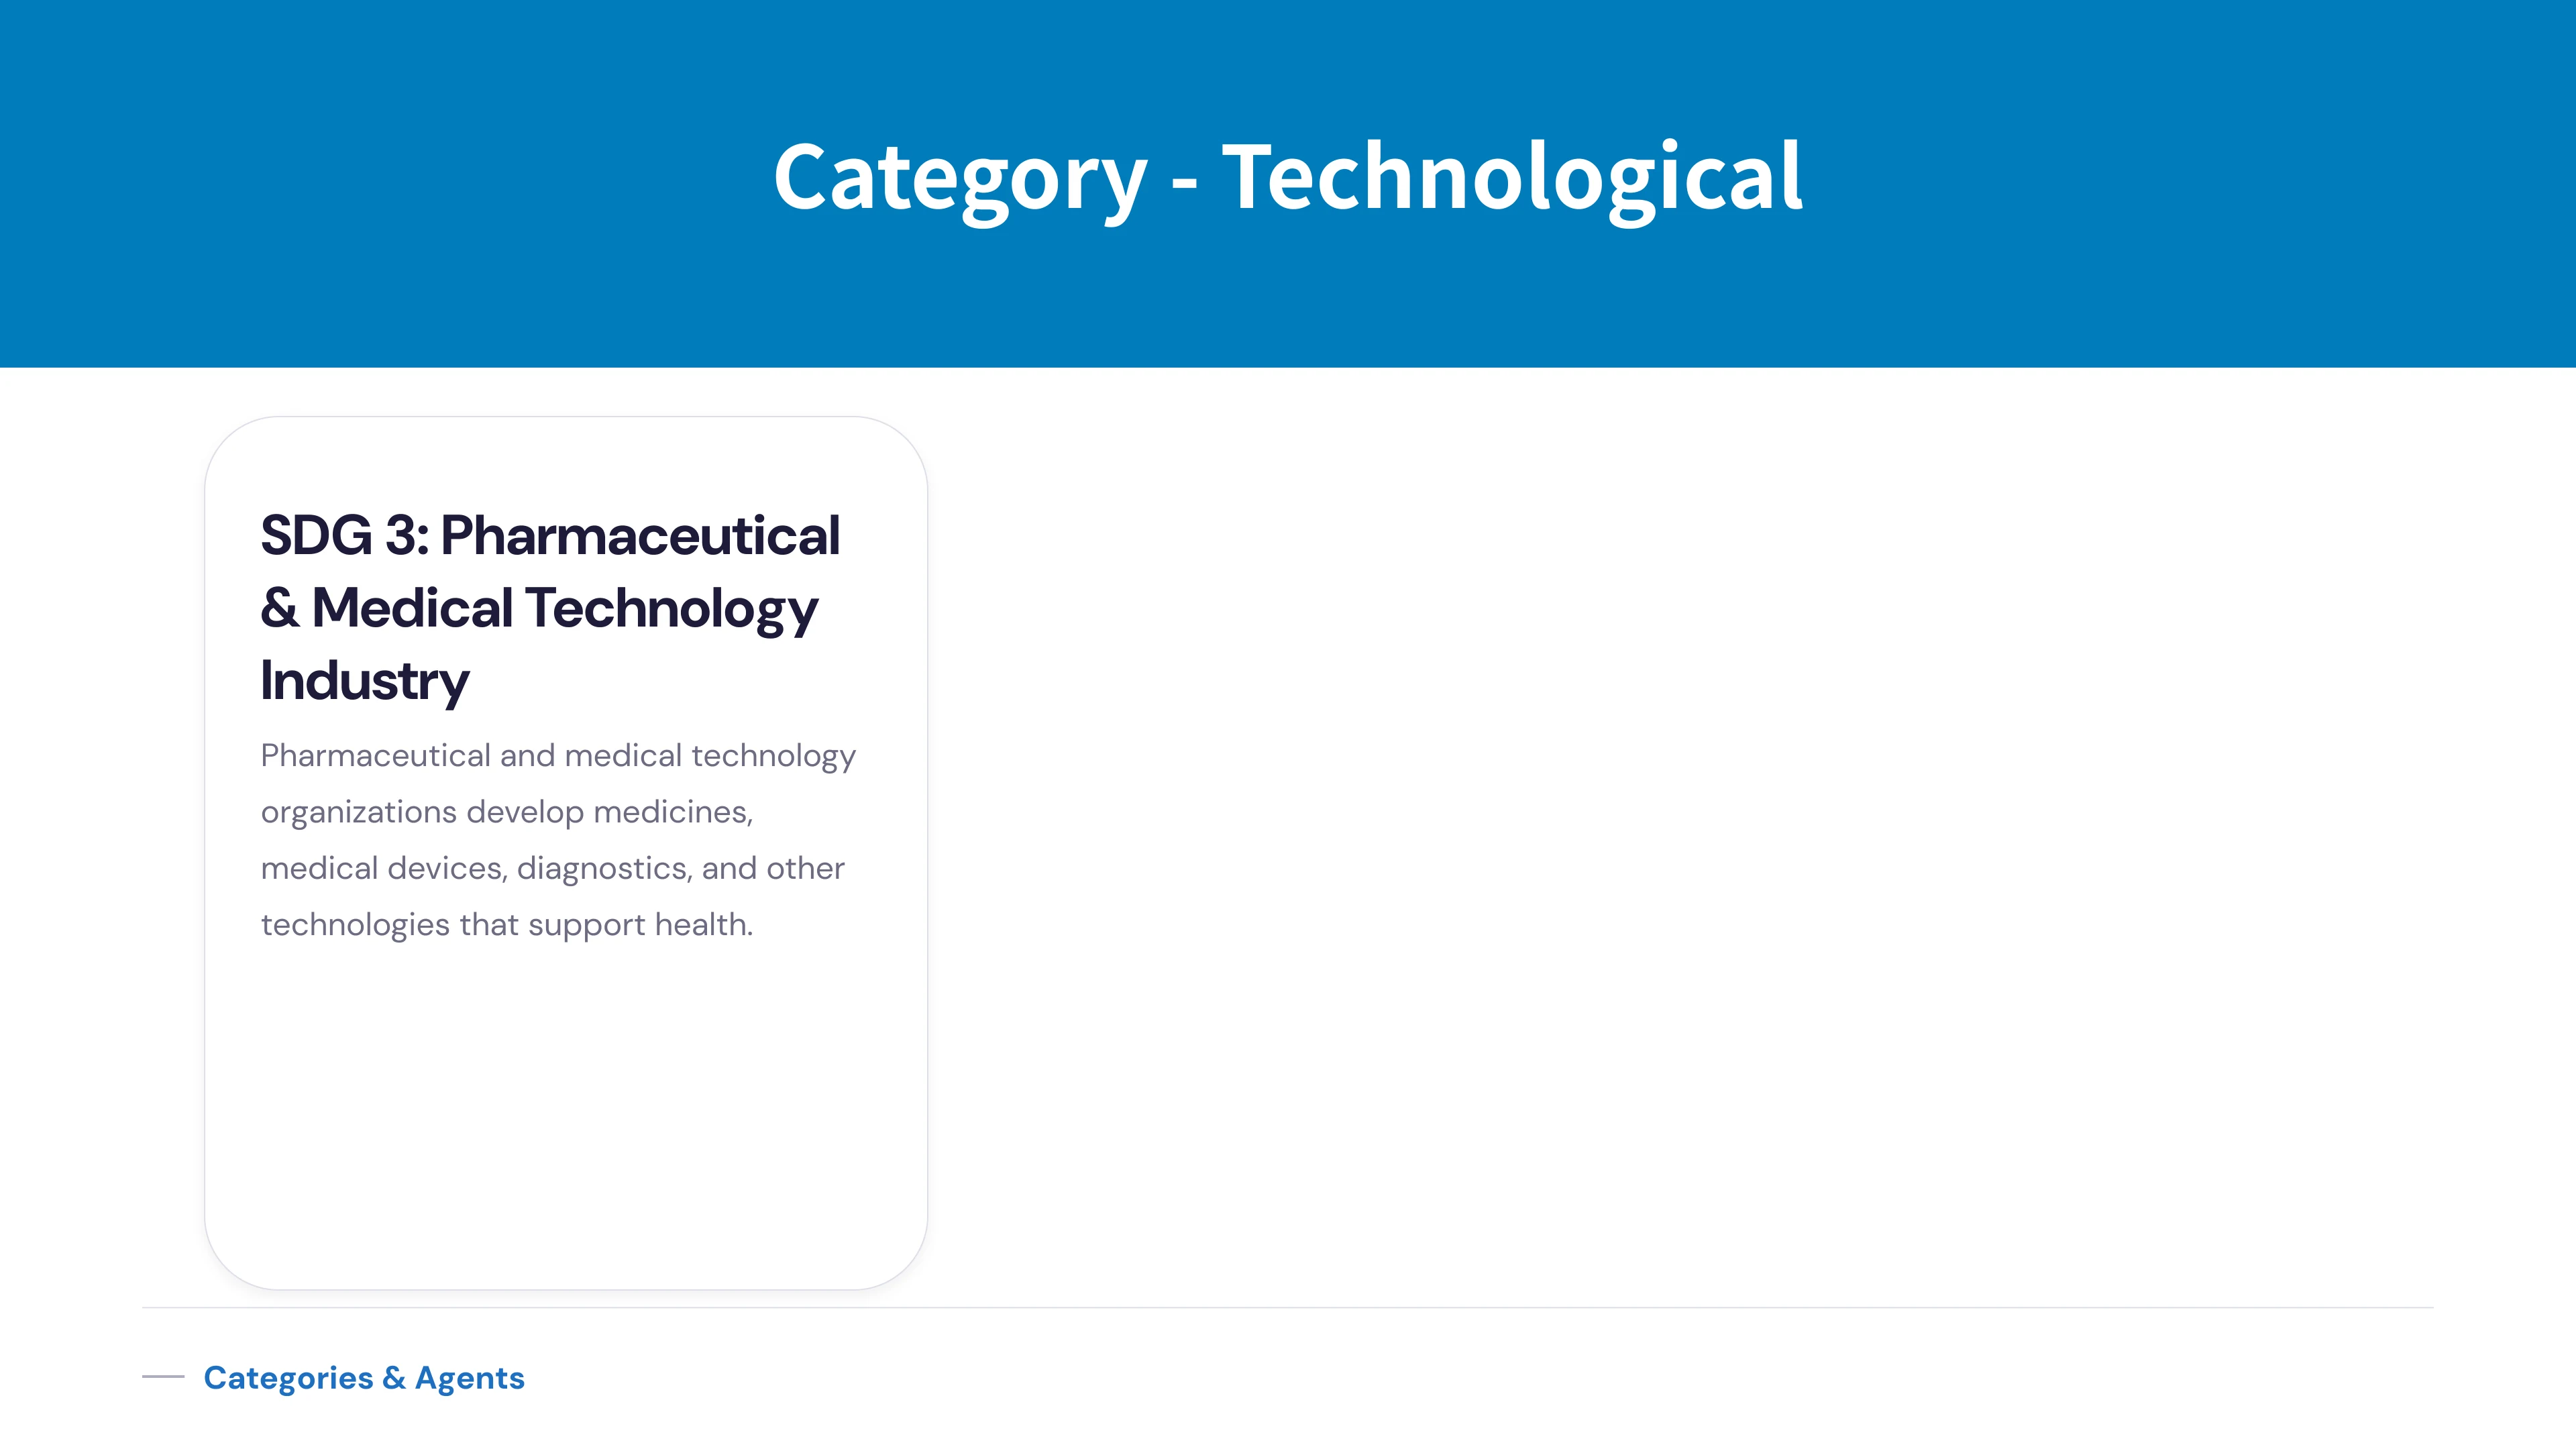 Category - Technological
SDG 3: Pharmaceutical
& Medical Technology
Industry
Pharmaceutical and medical technology
organizations develop medicines,
medical devices, diagnostics, and other
technologies that support health.
Categories & Agents